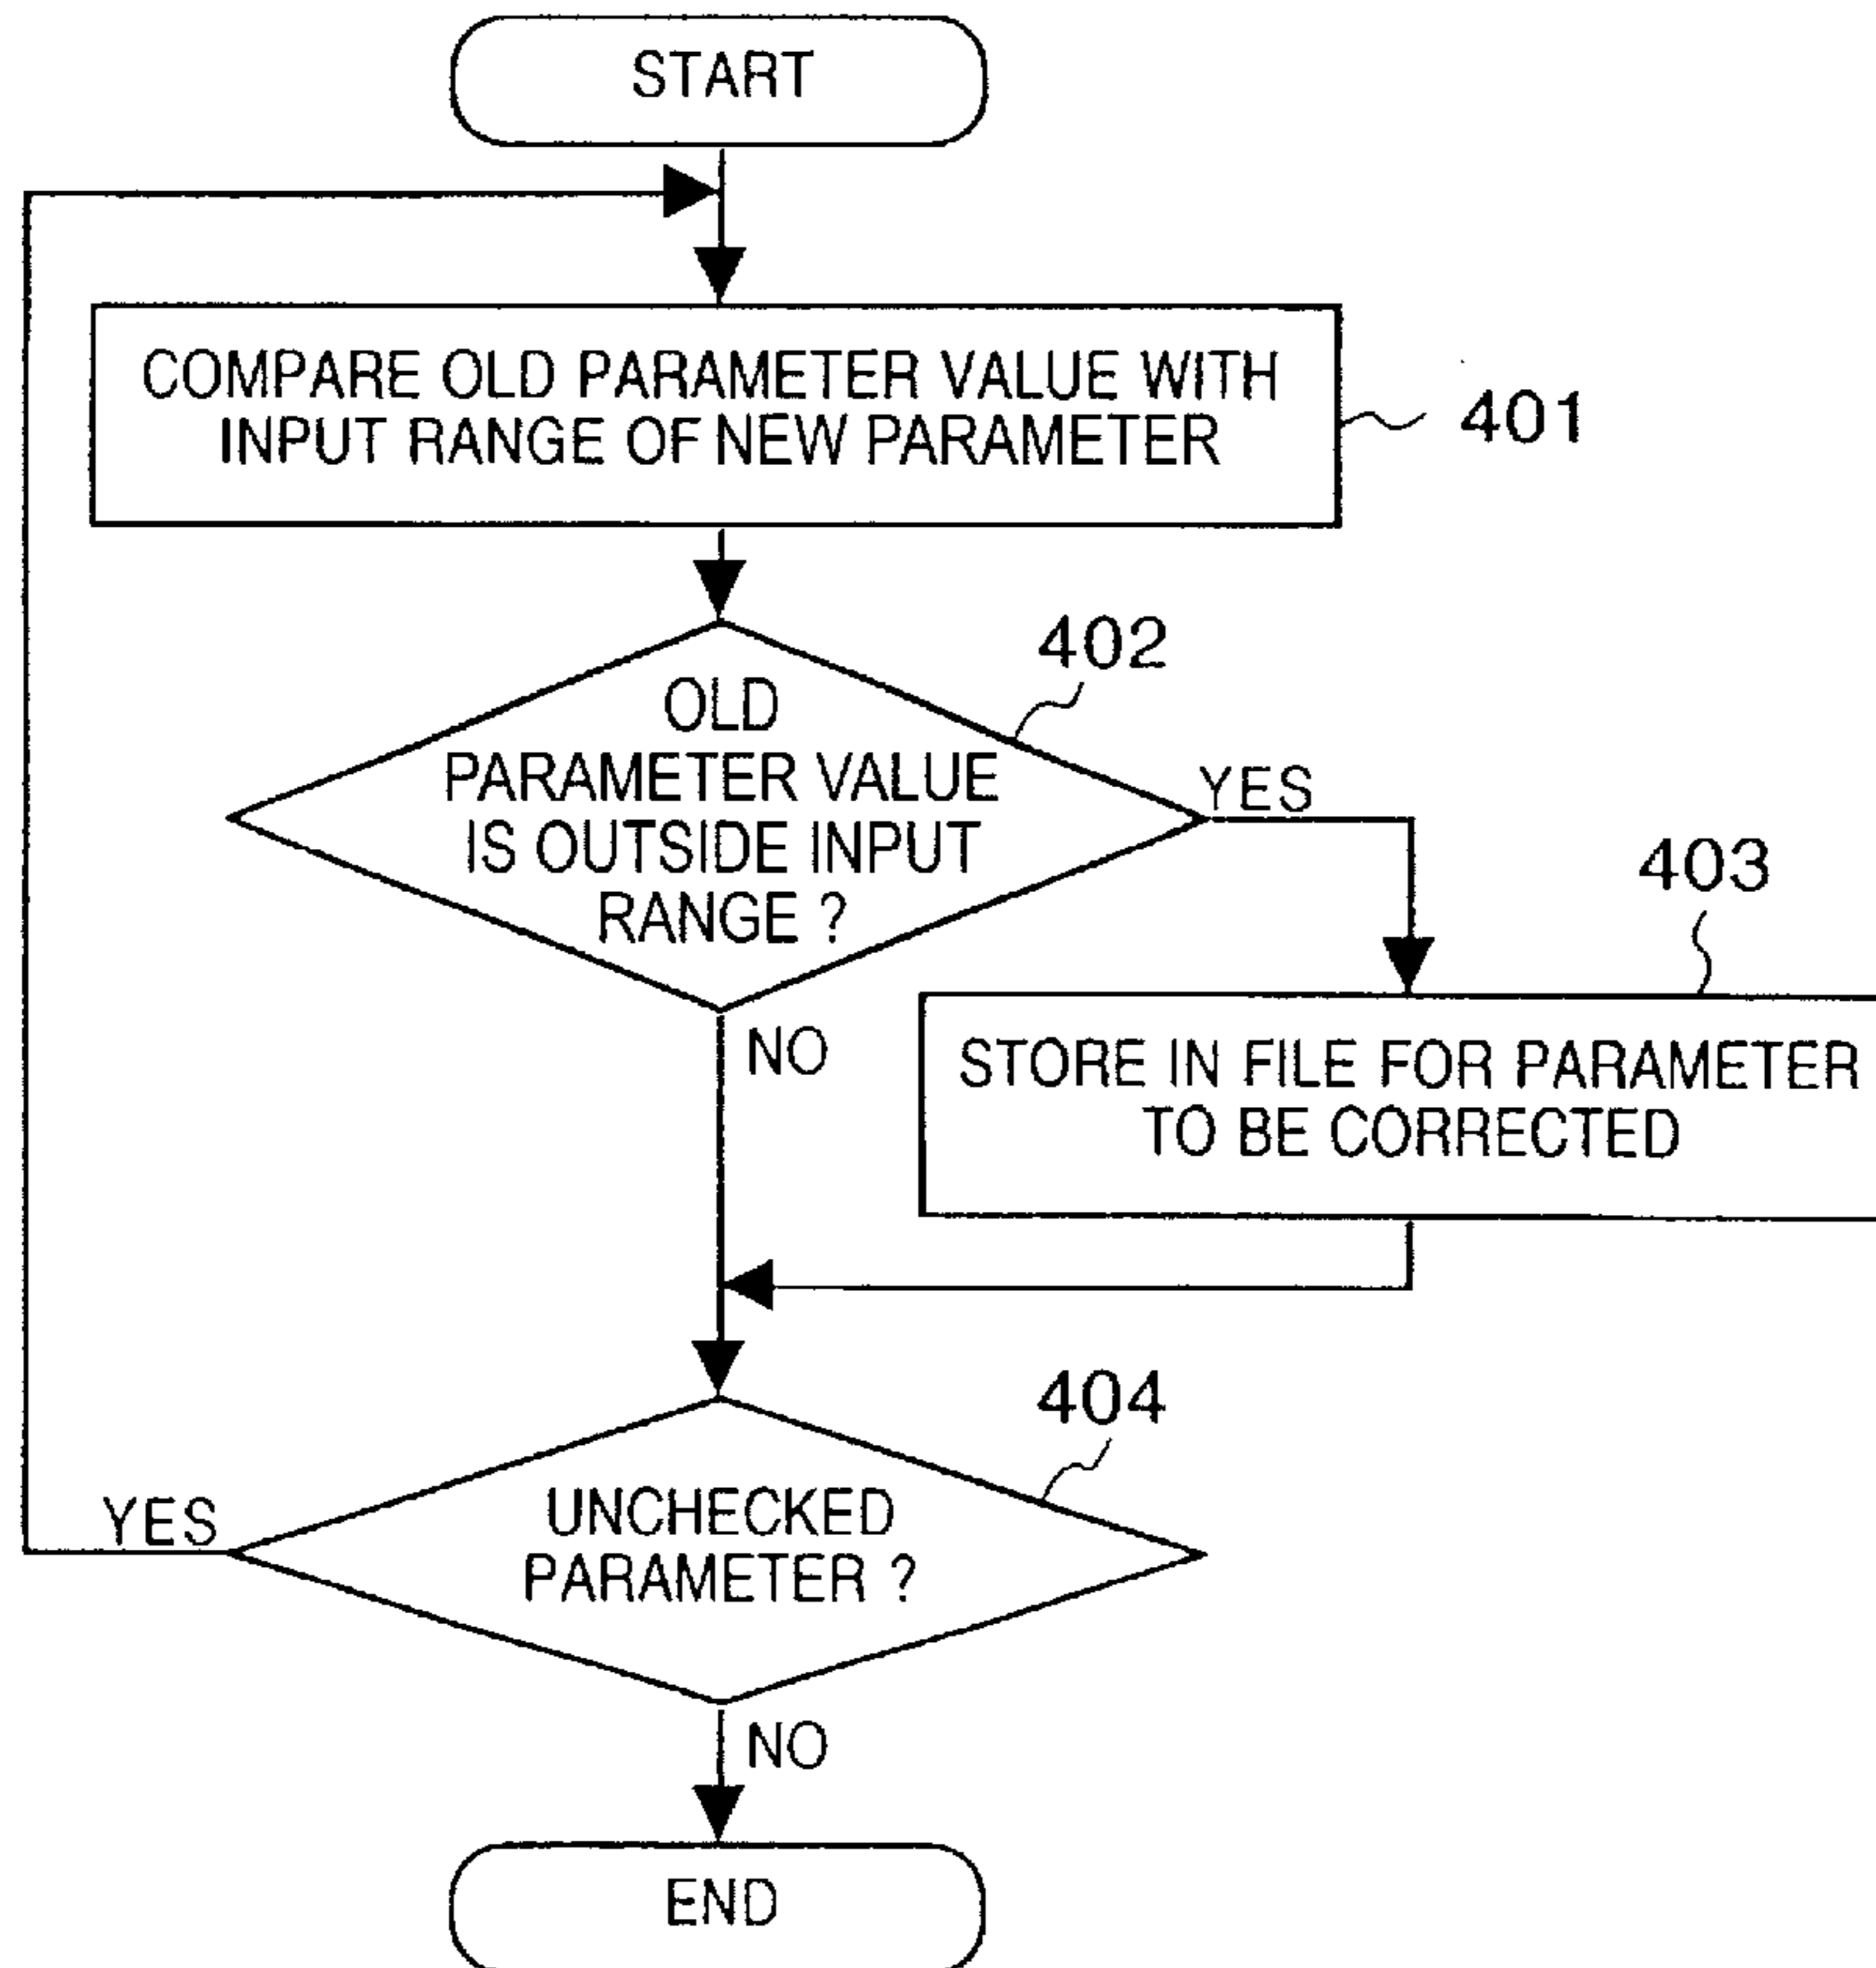 START
COMPARE OLD PARAMETER VALUE WITH
INPUT RANGE OF NEW PARAMETER
401
402
OLD
PARAMETER VALUE
IS OUTSIDE INPUT
RANGE ?
YES
403
NO
STORE IN FILE FOR PARAMETER
TO BE CORRECTED
404
UNCHECKED
PARAMETER ?
YES
NO
END